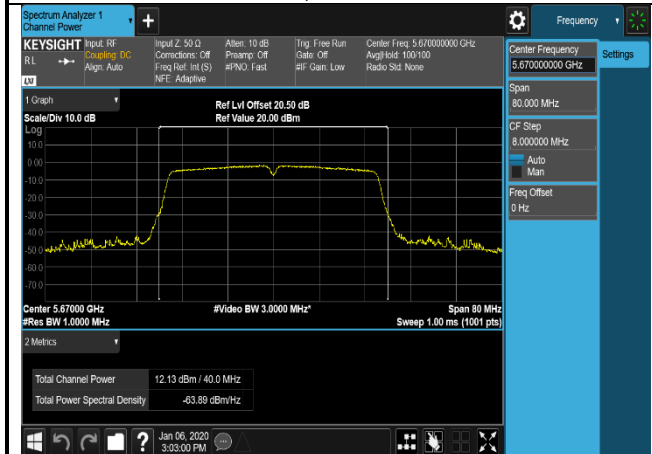 Spectrum Analyzer 1
Channel Power
+
Frequency
KEYSIGHT
RL
LXI
Input: RF
Coupling: DC
Align: Auto
Input Z: 50 Ω
Corrections: Off
Freq Ref: Int (S)
NFE: Adaptive
Atten: 10 dB
Preamp: Off
#PNO: Fast
Trig: Free Run
Gate: Off
#IF Gain: Low
Center Freq: 5.670000000 GHz
Avg|Hold: 100/100
Radio Std: None
Center Frequency
5.670000000 GHz
Settings
Span
80.000 MHz
CF Step
8.000000 MHz
Auto
Man
Freq Offset
0 Hz
1 Graph
Scale/Div 10.0 dB
Ref Lvl Offset 20.50 dB
Ref Value 20.00 dBm
Log
10.0
0.00
-10.0
-20.0
-30.0
-40.0
-50.0
-60.0
-70.0
Center 5.67000 GHz
#Video BW 3.0000 MHz*
Span 80 MHz
#Res BW 1.0000 MHz
Sweep 1.00 ms (1001 pts)
2 Metrics
Total Channel Power 12.13 dBm / 40.0 MHz
Total Power Spectral Density -63.89 dBm/Hz
?
Jan 06, 2020
3:03:00 PM